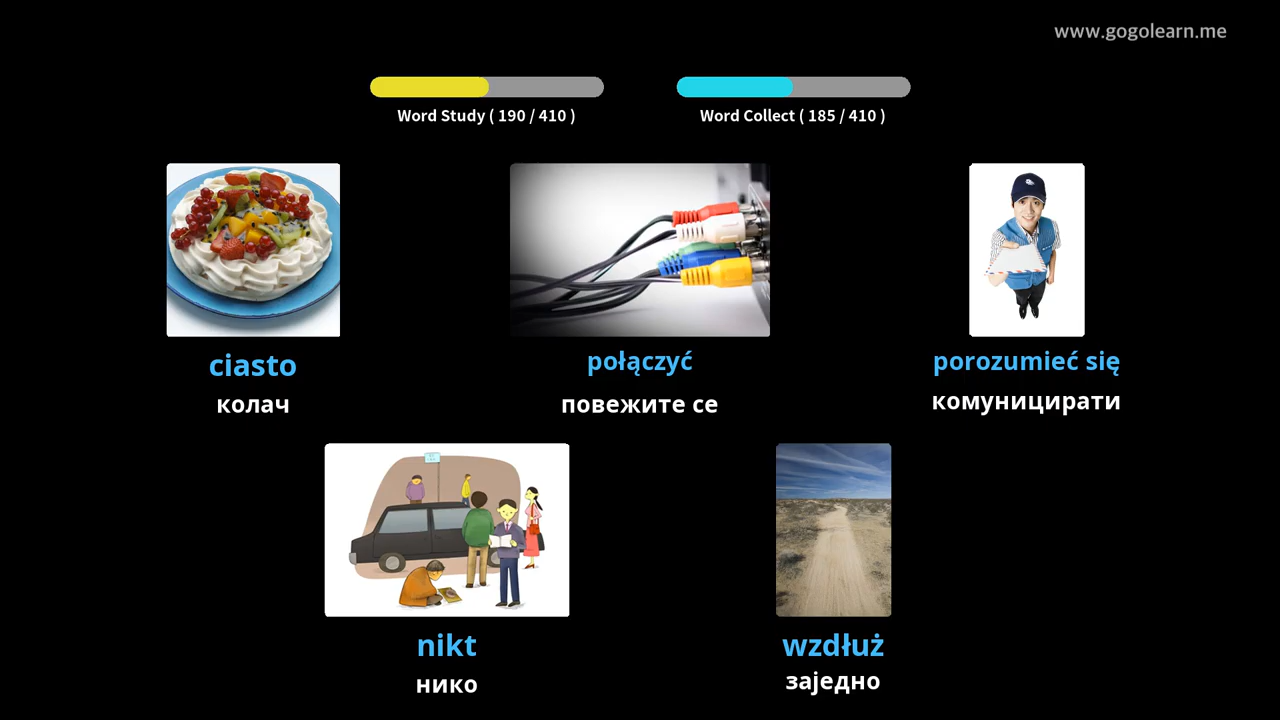 www.gogolearn.me
Word Study ( 190 / 410 )
Word Collect ( 185 / 410 )
ciasto
колач
połączyć
повежите се
porozumieć się
комуницирати
nikt
нико
wzdłuż
заједно